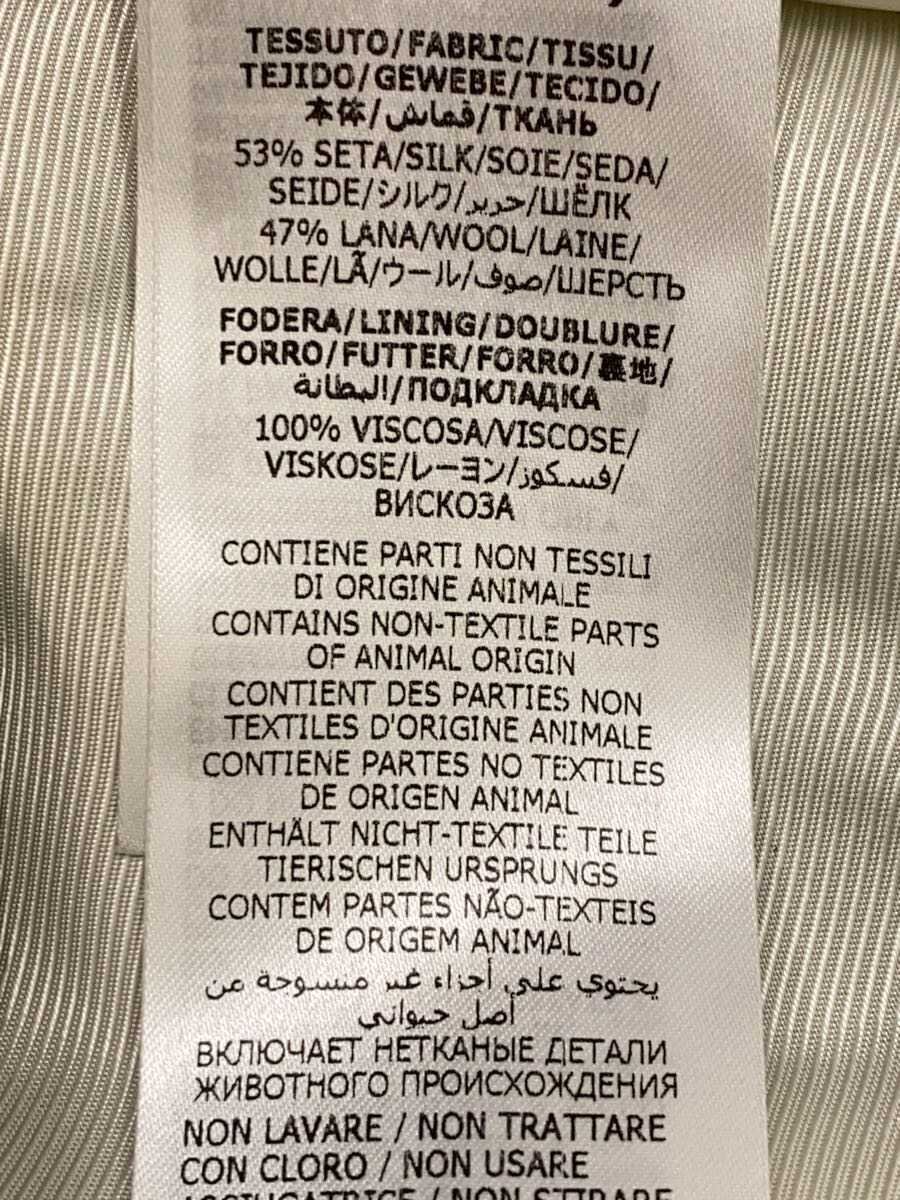 TESSUTO/FABRIC/TISSU/
TEJIDO/GEWEBE/TECIDO/
本体/قماش/ТКАНЬ
53% SETA/SILK/SOIE/SEDA/
SEIDE/シルク/حرير/ШЁЛК
47% LANA/WOOL/LAINE/
WOLLE/LÃ/ウール/صوف/ШЕРСТЬ
FODERA/LINING/DOUBLURE/
FORRO/FUTTER/FORRO/裏地/
البطانة/ПОДКЛАДКА
100% VISCOSA/VISCOSE/
VISKOSE/レーヨン/فسكوز/
ВИСКОЗА
CONTIENE PARTI NON TESSILI
DI ORIGINE ANIMALE
CONTAINS NON-TEXTILE PARTS
OF ANIMAL ORIGIN
CONTIENT DES PARTIES NON
TEXTILES D'ORIGINE ANIMALE
CONTIENE PARTES NO TEXTILES
DE ORIGEN ANIMAL
ENTHÄLT NICHT-TEXTILE TEILE
TIERISCHEN URSPRUNGS
CONTEM PARTES NÃO-TEXTEIS
DE ORIGEM ANIMAL
يحتوي على أجزاء غير منسوجة من
أصل حيواني
ВКЛЮЧАЕТ НЕТКАНЫЕ ДЕТАЛИ
ЖИВОТНОГО ПРОИСХОЖДЕНИЯ
NON LAVARE / NON TRATTARE
CON CLORO / NON USARE
ASCIUGATRICE / NON STIRARE